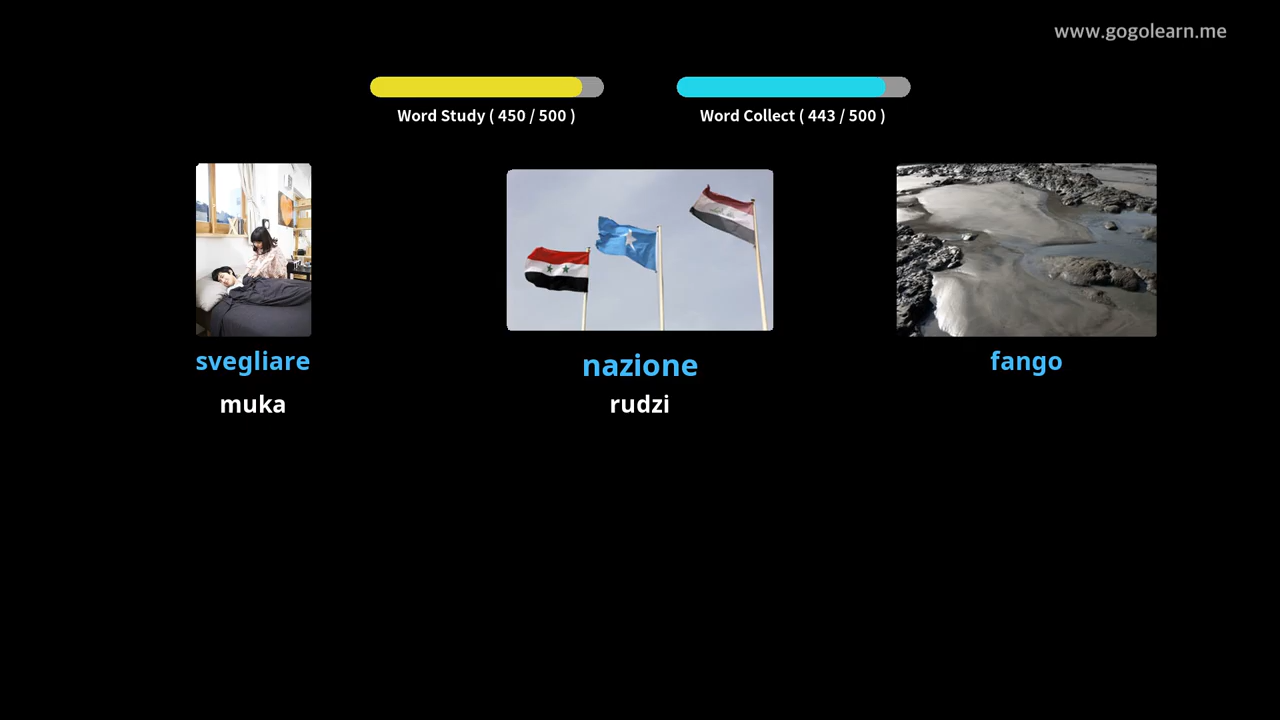 www.gogolearn.me
Word Study ( 450 / 500 )
Word Collect ( 443 / 500 )
svegliare
muka
nazione
rudzi
fango